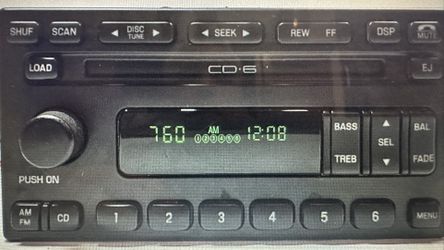 SHUF SCAN ◄ DISC TUNE ► ◄ SEEK ► REW FF DSP MUTE
LOAD CD·6 EJ
760 AM 12:08
①②③④⑤⑥
BASS ▲ BAL
SEL
TREB ▼ FADE
PUSH ON
AM FM CD 1 2 3 4 5 6 MENU